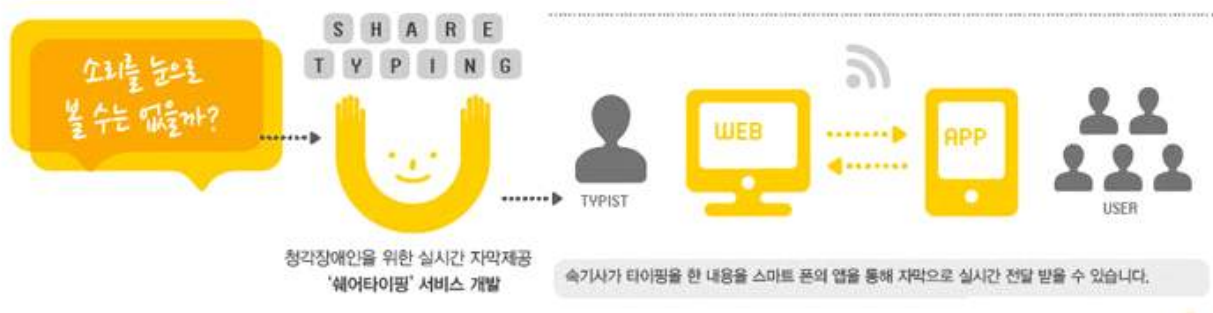 소리를 눈으로
볼 수는 없을까?
SHARE
TYPING
청각장애인을 위한 실시간 자막제공
'쉐어타이핑' 서비스 개발
TYPIST
WEB
APP
USER
속기사가 타이핑을 한 내용을 스마트 폰의 앱을 통해 자막으로 실시간 전달 받을 수 있습니다.